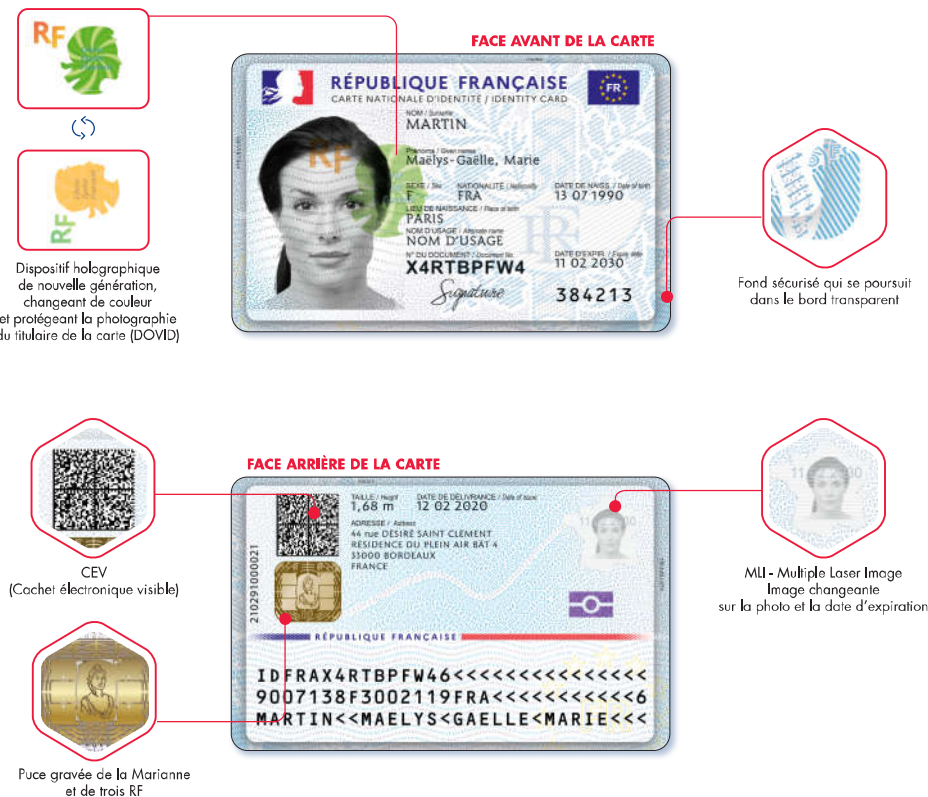 RF
FACE AVANT DE LA CARTE
RÉPUBLIQUE FRANÇAISE
FR
CARTE NATIONALE D'IDENTITÉ / IDENTITY CARD
NOM / Surname
MARTIN
Prénoms / Given names
Maëlys-Gaëlle, Marie
SEXE / Sex NATIONALITÉ / Nationality DATE DE NAISS. / Date of birth
F FRA 13 07 1990
LIEU DE NAISSANCE / Place of birth
PARIS
NOM D'USAGE / Alternate name
NOM D'USAGE
N° DU DOCUMENT / Document No. DATE D'EXPIR. / Expiry date
X4RTBPFW4 11 02 2030
Signature 384213
RF
RF
Dispositif holographique
de nouvelle génération,
changeant de couleur
et protégeant la photographie
du titulaire de la carte (DOVID)
Fond sécurisé qui se poursuit
dans le bord transparent
FACE ARRIÈRE DE LA CARTE
TAILLE / Height DATE DE DÉLIVRANCE / Date of issue
1,68 m 12 02 2020
ADRESSE / Address
44 rue DÉSIRÉ SAINT CLÉMENT
RÉSIDENCE DU PLEIN AIR BÂT 4
33000 BORDEAUX
FRANCE
210291000021
RÉPUBLIQUE FRANÇAISE
IDFRAX4RTBPFW46<<<<<<<<<<<<<<<
9007138F3002119FRA<<<<<<<<<<<6
MARTIN<<MAELYS<GAELLE<MARIE<<<
CEV
(Cachet électronique visible)
MLI - Multiple Laser Image
Image changeante
sur la photo et la date d'expiration
Puce gravée de la Marianne
et de trois RF